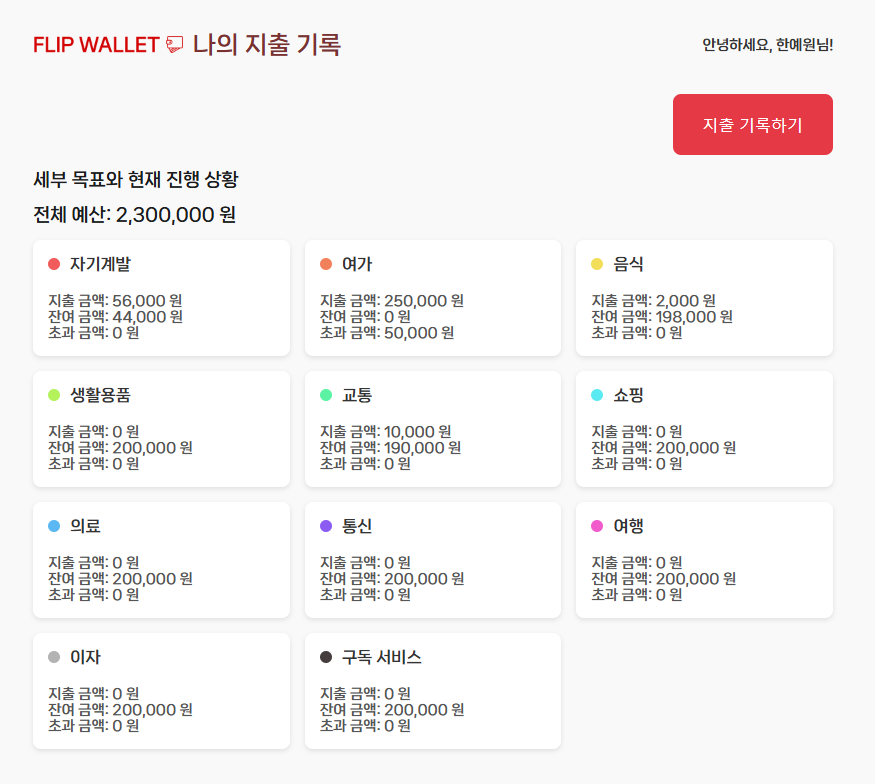 FLIP WALLET 나의 지출 기록
안녕하세요, 한예원님!
지출 기록하기
세부 목표와 현재 진행 상황
전체 예산: 2,300,000 원
자기계발
지출 금액: 56,000 원
잔여 금액: 44,000 원
초과 금액: 0 원
여가
지출 금액: 250,000 원
잔여 금액: 0 원
초과 금액: 50,000 원
음식
지출 금액: 2,000 원
잔여 금액: 198,000 원
초과 금액: 0 원
생활용품
지출 금액: 0 원
잔여 금액: 200,000 원
초과 금액: 0 원
교통
지출 금액: 10,000 원
잔여 금액: 190,000 원
초과 금액: 0 원
쇼핑
지출 금액: 0 원
잔여 금액: 200,000 원
초과 금액: 0 원
의료
지출 금액: 0 원
잔여 금액: 200,000 원
초과 금액: 0 원
통신
지출 금액: 0 원
잔여 금액: 200,000 원
초과 금액: 0 원
여행
지출 금액: 0 원
잔여 금액: 200,000 원
초과 금액: 0 원
이자
지출 금액: 0 원
잔여 금액: 200,000 원
초과 금액: 0 원
구독 서비스
지출 금액: 0 원
잔여 금액: 200,000 원
초과 금액: 0 원